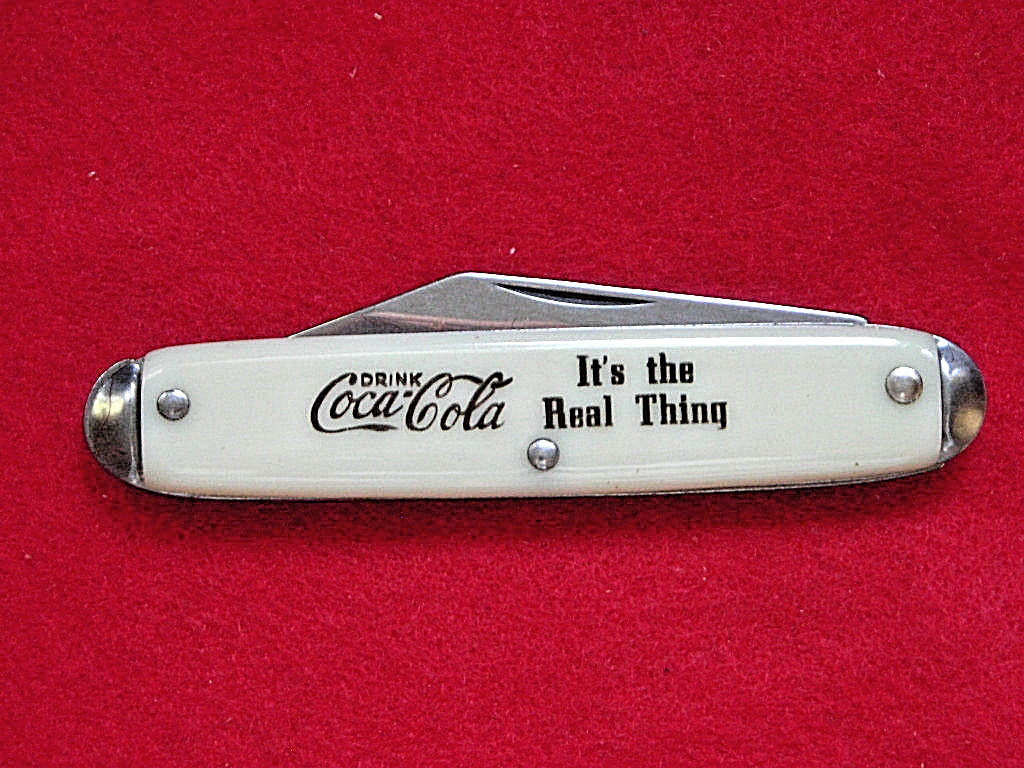 DRINK
Coca-Cola
It's the
Real Thing